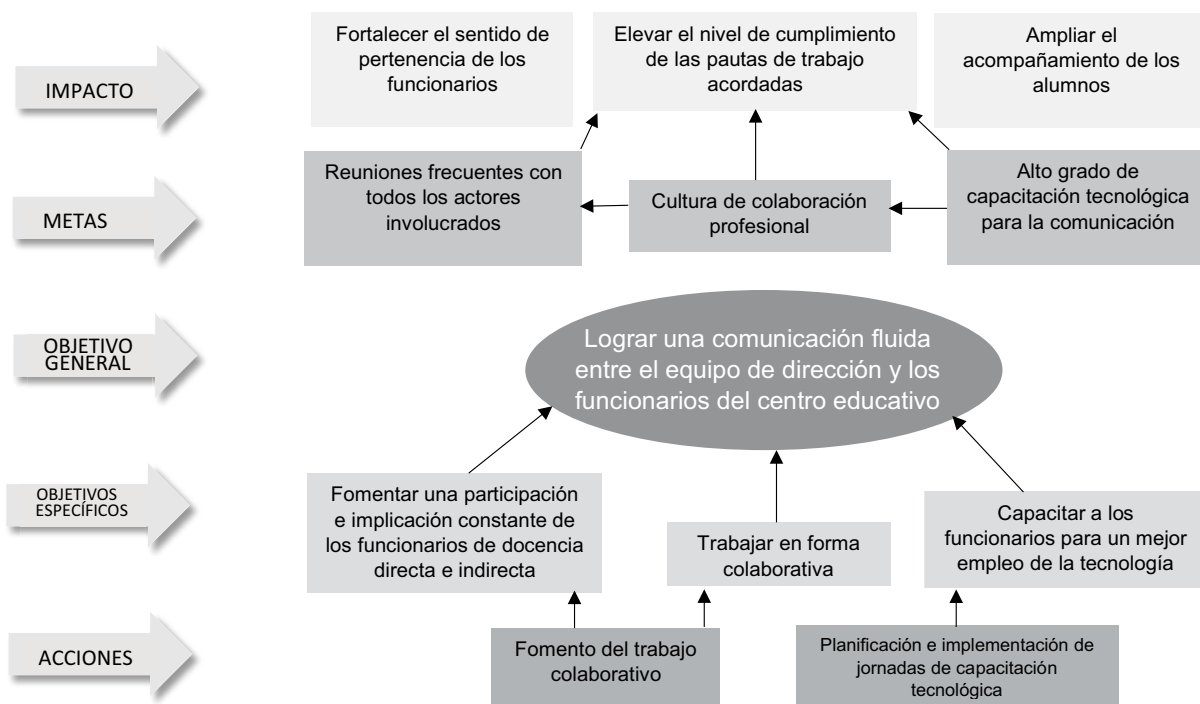 IMPACTO
Fortalecer el sentido de
pertenencia de los
funcionarios
Elevar el nivel de cumplimiento
de las pautas de trabajo
acordadas
Ampliar el
acompañamiento de los
alumnos
METAS
Reuniones frecuentes con
todos los actores
involucrados
Cultura de colaboración
profesional
Alto grado de
capacitación tecnológica
para la comunicación
OBJETIVO
GENERAL
Lograr una comunicación fluida
entre el equipo de dirección y los
funcionarios del centro educativo
OBJETIVOS
ESPECÍFICOS
Fomentar una participación
e implicación constante de
los funcionarios de docencia
directa e indirecta
Trabajar en forma
colaborativa
Capacitar a los
funcionarios para un mejor
empleo de la tecnología
ACCIONES
Fomento del trabajo
colaborativo
Planificación e implementación de
jornadas de capacitación
tecnológica